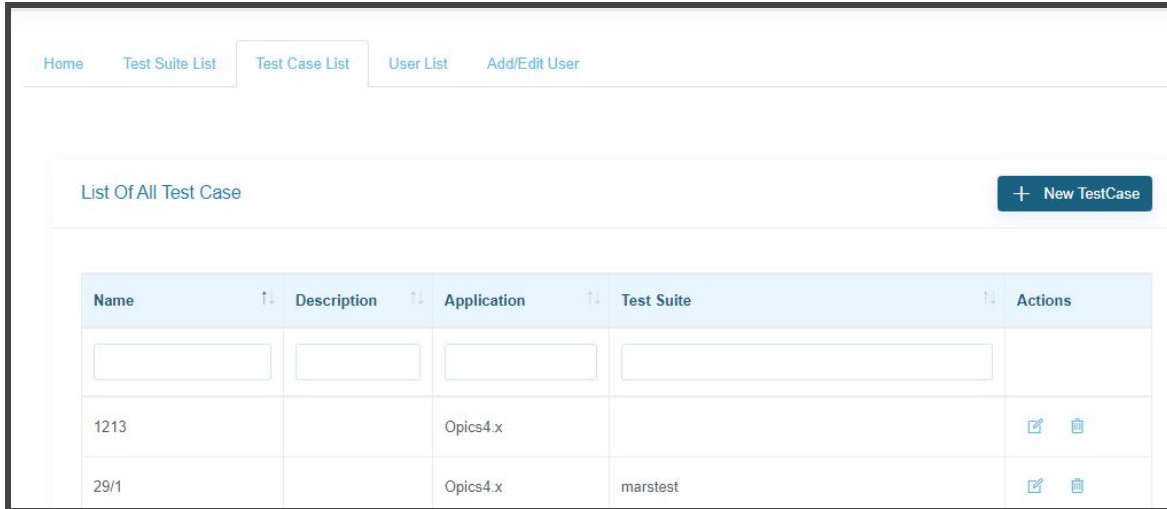 Home Test Suite List Test Case List User List Add/Edit User
List Of All Test Case
+ New TestCase
Name Description Application Test Suite Actions
1213 Opics4.x
29/1 Opics4.x marstest